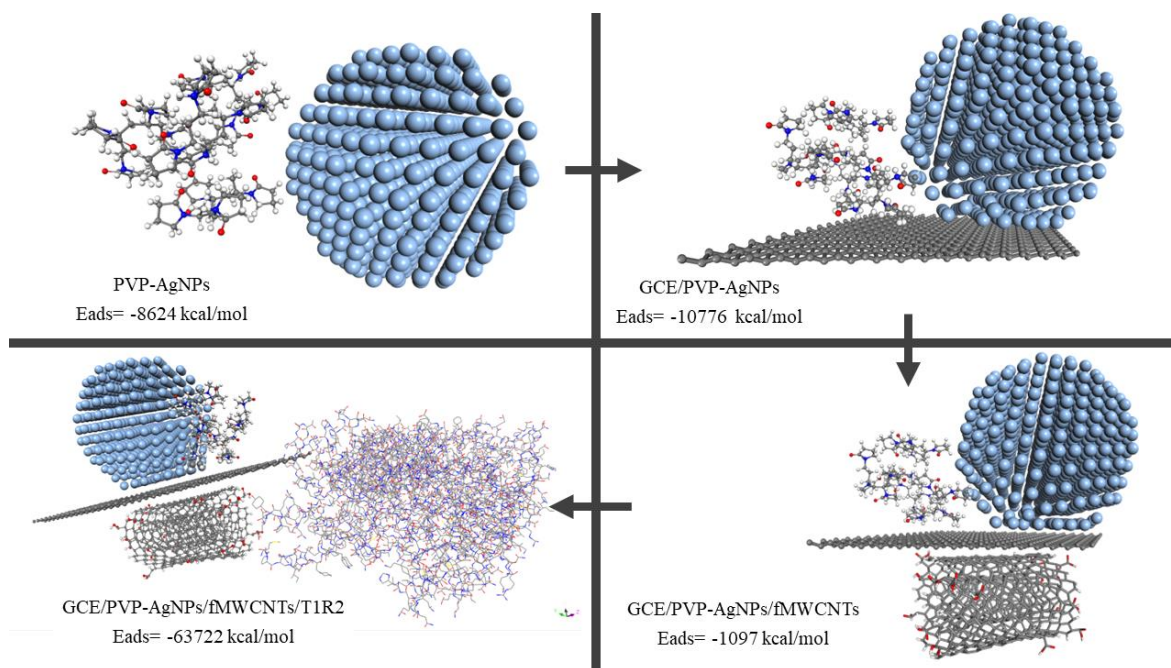 PVP-AgNPs
Eads= -8624 kcal/mol
GCE/PVP-AgNPs
Eads= -10776 kcal/mol
GCE/PVP-AgNPs/fMWCNTs/T1R2
Eads= -63722 kcal/mol
GCE/PVP-AgNPs/fMWCNTs
Eads= -1097 kcal/mol